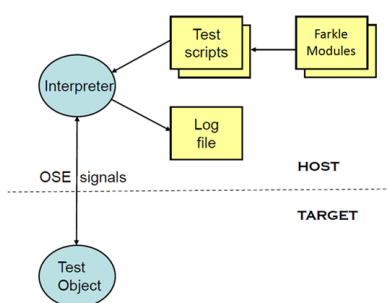 Test
scripts
Farkle
Modules
Interpreter
Log
file
HOST
OSE signals
TARGET
Test
Object